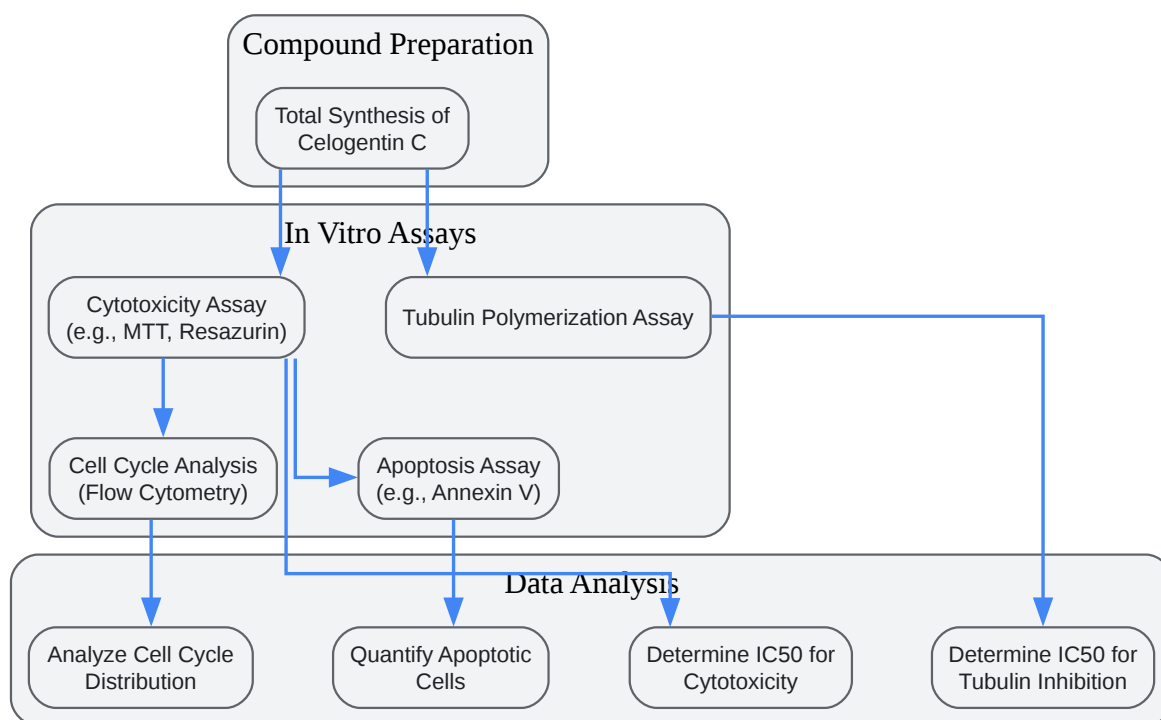 Compound Preparation
Total Synthesis of
Celogentin C
In Vitro Assays
Cytotoxicity Assay
(e.g., MTT, Resazurin)
Tubulin Polymerization Assay
Cell Cycle Analysis
(Flow Cytometry)
Apoptosis Assay
(e.g., Annexin V)
Data Analysis
Analyze Cell Cycle
Distribution
Quantify Apoptotic
Cells
Determine IC50 for
Cytotoxicity
Determine IC50 for
Tubulin Inhibition